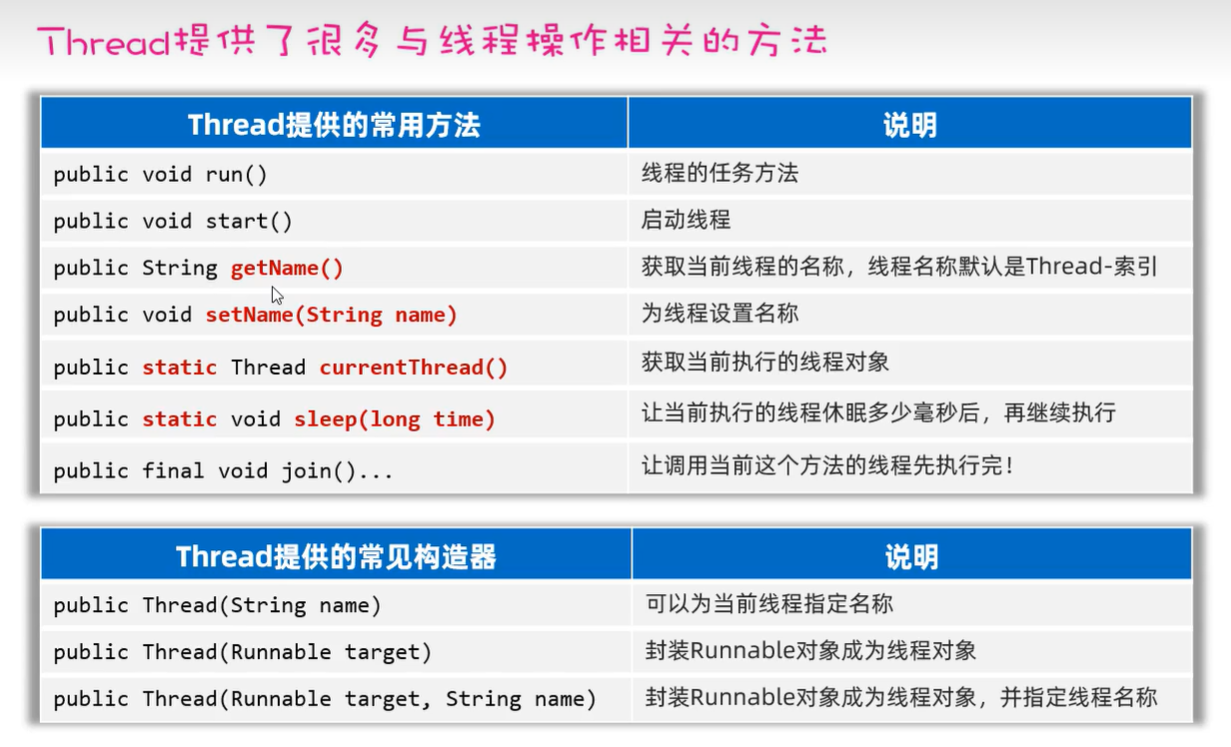 Thread提供了很多与线程操作相关的方法
Thread提供的常用方法 说明
public void run() 线程的任务方法
public void start() 启动线程
public String getName() 获取当前线程的名称，线程名称默认是Thread-索引
public void setName(String name) 为线程设置名称
public static Thread currentThread() 获取当前执行的线程对象
public static void sleep(long time) 让当前执行的线程休眠多少毫秒后，再继续执行
public final void join()... 让调用当前这个方法的线程先执行完！
Thread提供的常见构造器 说明
public Thread(String name) 可以为当前线程指定名称
public Thread(Runnable target) 封装Runnable对象成为线程对象
public Thread(Runnable target, String name) 封装Runnable对象成为线程对象，并指定线程名称